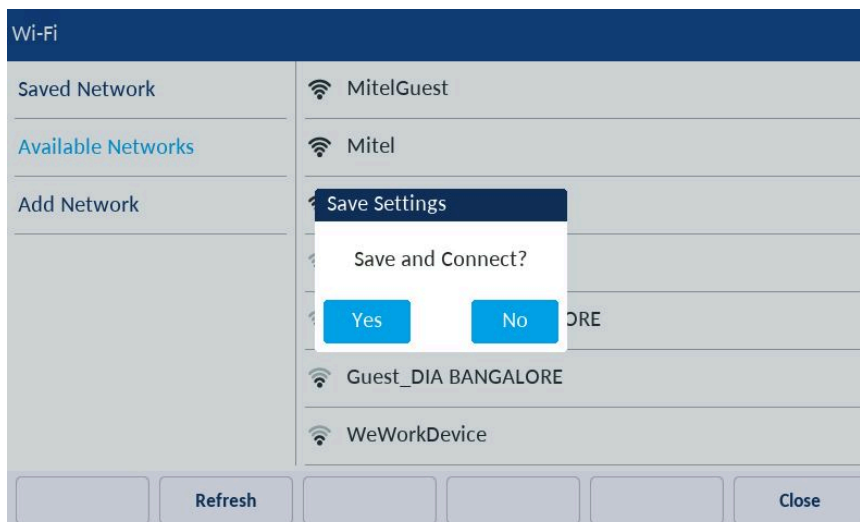 Wi-Fi
Saved Network
Available Networks
Add Network
MitelGuest
Mitel
Save Settings
Save and Connect?
Yes
No
ORE
Guest_DIA BANGALORE
WeWorkDevice
Refresh
Close